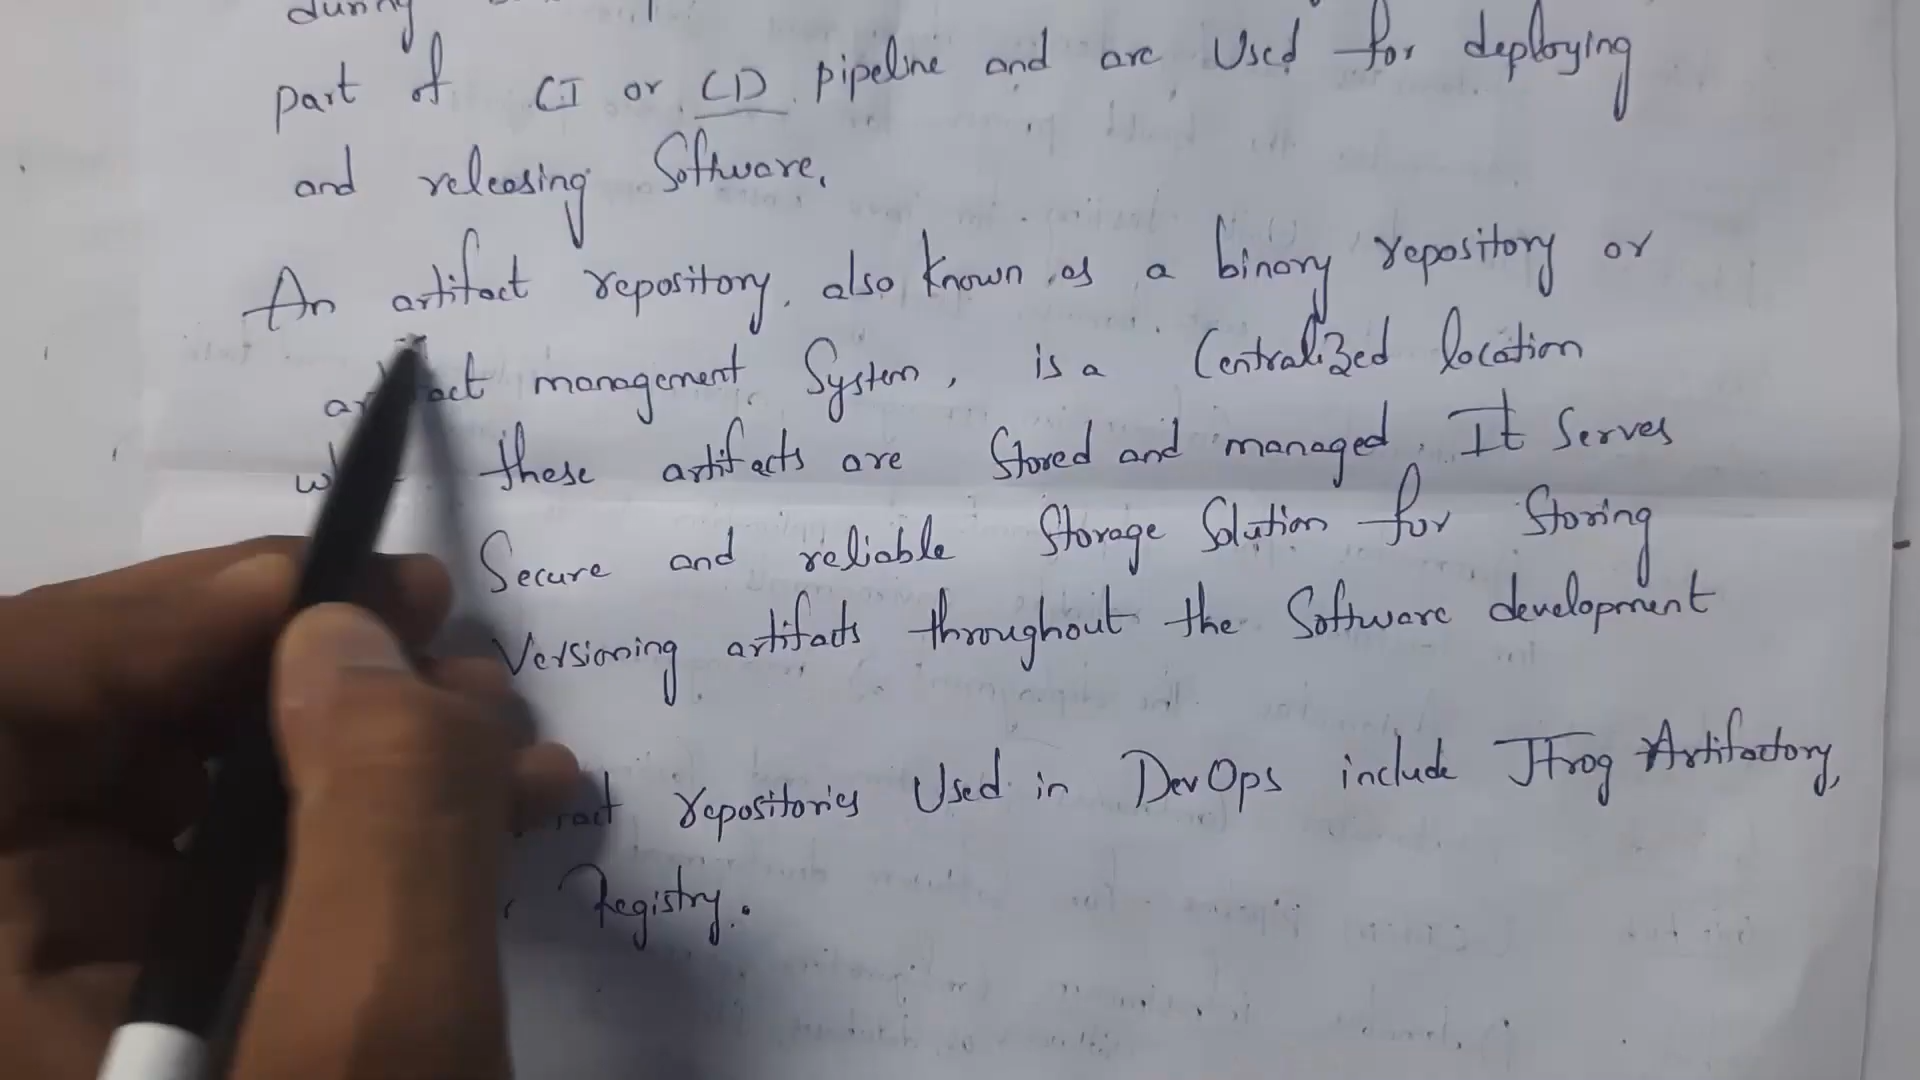 during
part of CI or CD pipeline and are Used for deploying
and releasing Software.
An artifact repository, also known as a binary repository or
management System, is a Centralized location
these artifacts are Stored and managed. It Serves
Secure and reliable Storage Solution for Storing
Versioning artifacts throughout the Software development
repositories Used in DevOps include JFrog Artifactory,
Registry.